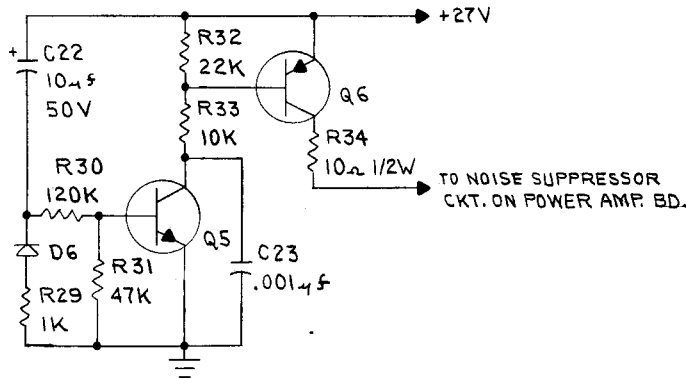 +27V
+ C22
10µf
50V
R32
22K
Q6
R33
10K
R34
10Ω 1/2W
TO NOISE SUPPRESSOR
CKT. ON POWER AMP. BD.
R30
120K
Q5
D6
R31
47K
C23
.001µf
R29
1K